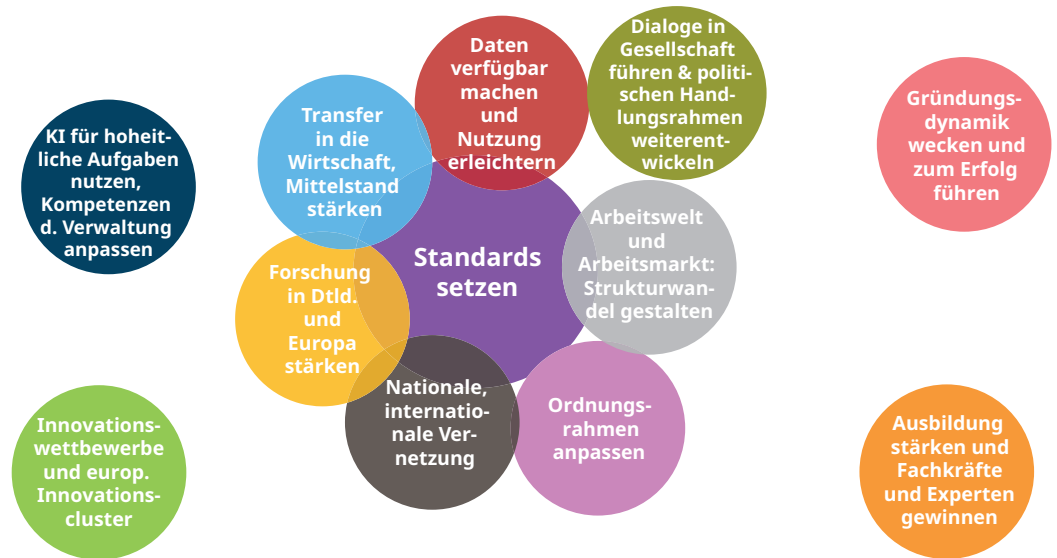 KI für hoheit-
liche Aufgaben
nutzen,
Kompetenzen
d. Verwaltung
anpassen
Transfer
in die
Wirtschaft,
Mittelstand
stärken
Daten
verfügbar
machen
und
Nutzung
erleichtern
Dialoge in
Gesellschaft
führen & politi-
schen Hand-
lungsrahmen
weiterent-
wickeln
Gründungs-
dynamik
wecken und
zum Erfolg
führen
Standards
setzen
Arbeitswelt
und
Arbeitsmarkt:
Strukturwan-
del gestalten
Forschung
in Dtld.
und
Europa
stärken
Nationale,
internatio-
nale Ver-
netzung
Ordnungs-
rahmen
anpassen
Innovations-
wettbewerbe
und europ.
Innovations-
cluster
Ausbildung
stärken und
Fachkräfte
und Experten
gewinnen